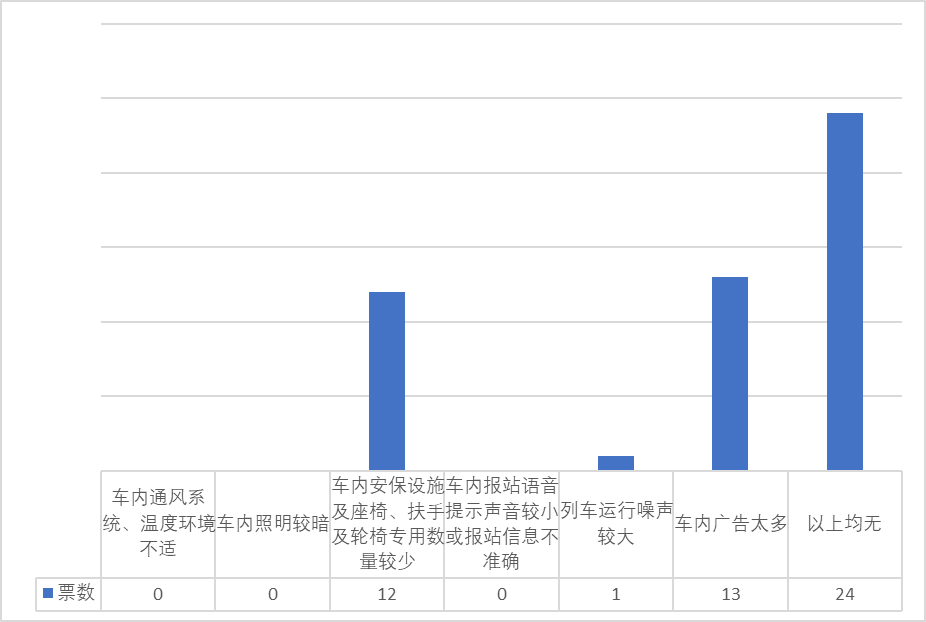 车内通风系
统、温度环境
不适
车内照明较暗
车内安保设施
及座椅、扶手
及轮椅专用数
量较少
车内报站语音
提示声音较小
或报站信息不
准确
列车运行噪声
较大
车内广告太多
以上均无
票数 0 0 12 0 1 13 24